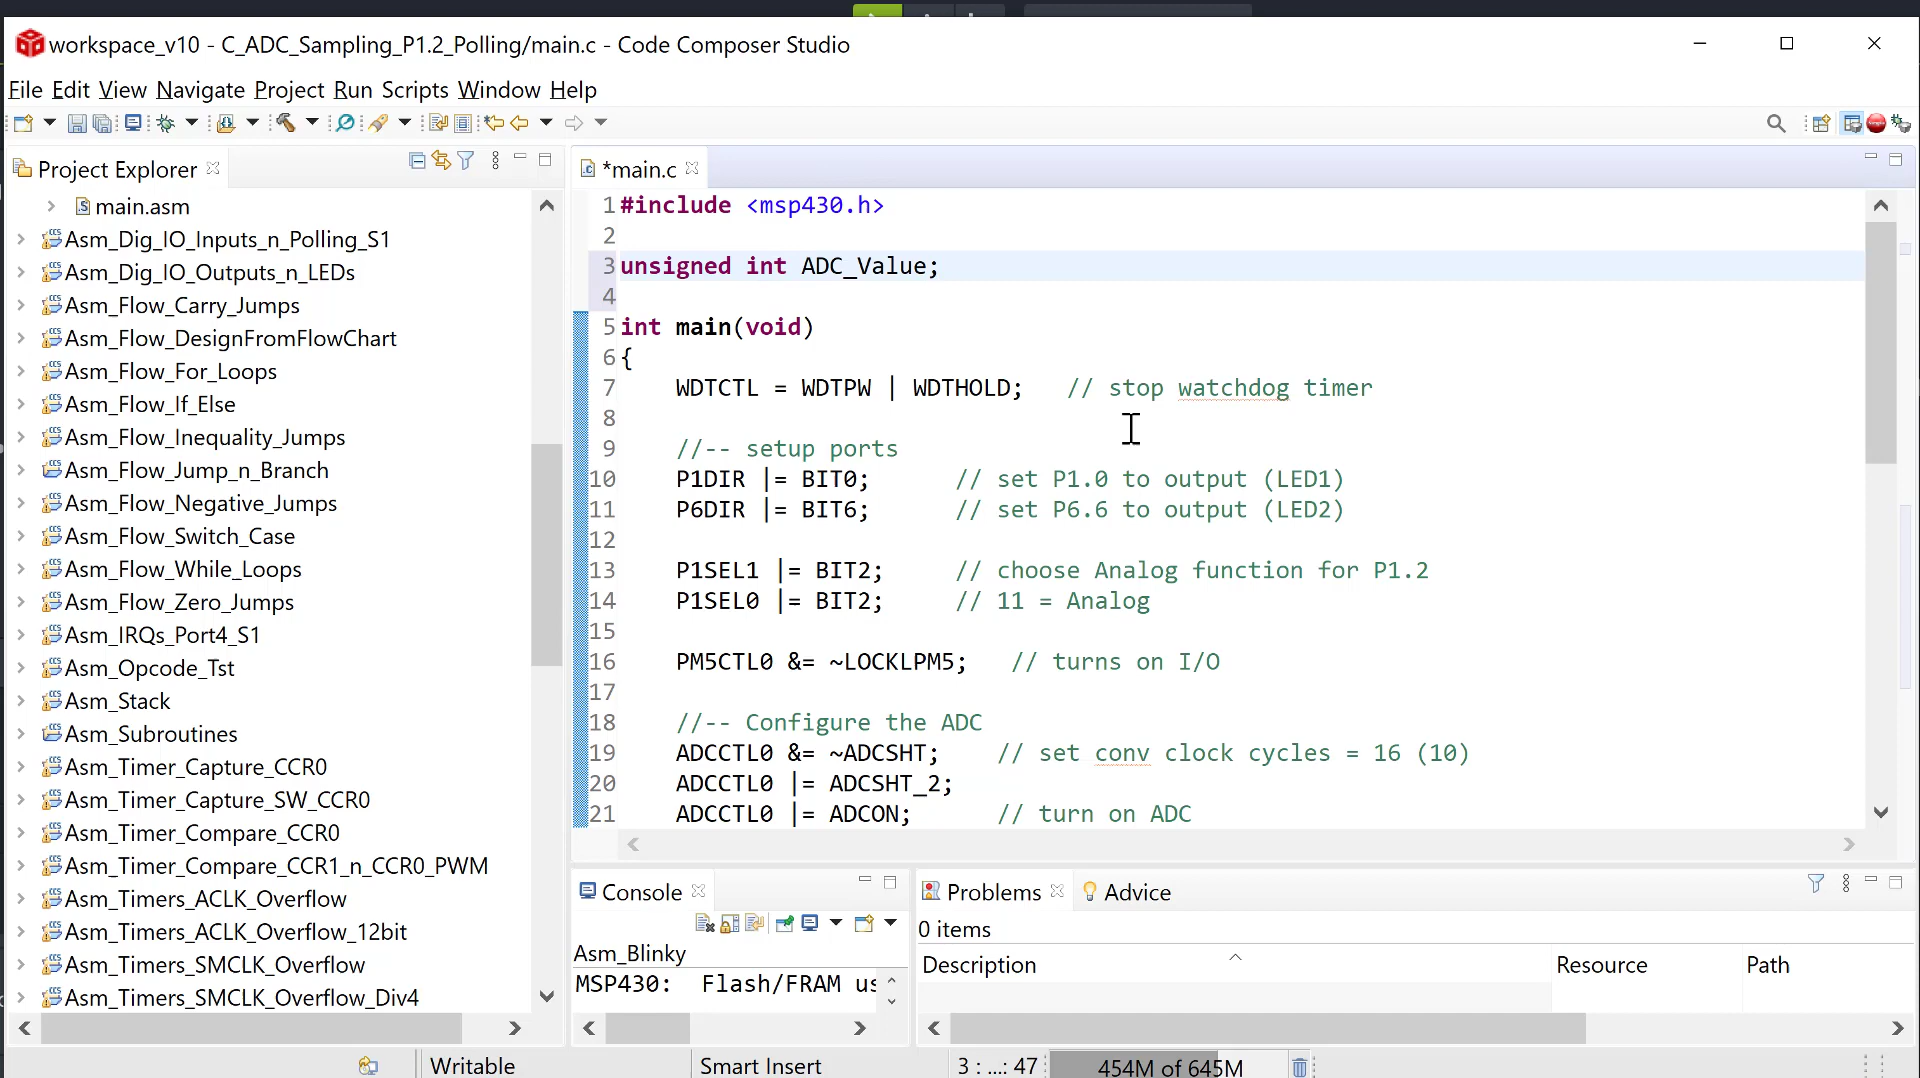 workspace_v10 - C_ADC_Sampling_P1.2_Polling/main.c - Code Composer Studio
File Edit View Navigate Project Run Scripts Window Help
Project Explorer
main.asm
Asm_Dig_IO_Inputs_n_Polling_S1
Asm_Dig_IO_Outputs_n_LEDs
Asm_Flow_Carry_Jumps
Asm_Flow_DesignFromFlowChart
Asm_Flow_For_Loops
Asm_Flow_If_Else
Asm_Flow_Inequality_Jumps
Asm_Flow_Jump_n_Branch
Asm_Flow_Negative_Jumps
Asm_Flow_Switch_Case
Asm_Flow_While_Loops
Asm_Flow_Zero_Jumps
Asm_IRQs_Port4_S1
Asm_Opcode_Tst
Asm_Stack
Asm_Subroutines
Asm_Timer_Capture_CCR0
Asm_Timer_Capture_SW_CCR0
Asm_Timer_Compare_CCR0
Asm_Timer_Compare_CCR1_n_CCR0_PWM
Asm_Timers_ACLK_Overflow
Asm_Timers_ACLK_Overflow_12bit
Asm_Timers_SMCLK_Overflow
Asm_Timers_SMCLK_Overflow_Div4
*main.c
1 #include <msp430.h>
2
3 unsigned int ADC_Value;
4
5 int main(void)
6 {
7 WDTCTL = WDTPW | WDTHOLD; // stop watchdog timer
8
9 //-- setup ports
10 P1DIR |= BIT0; // set P1.0 to output (LED1)
11 P6DIR |= BIT6; // set P6.6 to output (LED2)
12
13 P1SEL1 |= BIT2; // choose Analog function for P1.2
14 P1SEL0 |= BIT2; // 11 = Analog
15
16 PM5CTL0 &= ~LOCKLPM5; // turns on I/O
17
18 //-- Configure the ADC
19 ADCCTL0 &= ~ADCSHT; // set conv clock cycles = 16 (10)
20 ADCCTL0 |= ADCSHT_2;
21 ADCCTL0 |= ADCON; // turn on ADC
Console
Asm_Blinky
MSP430: Flash/FRAM us
Problems Advice
0 items
Description Resource Path
Writable Smart Insert 3 : ...: 47 454M of 645M